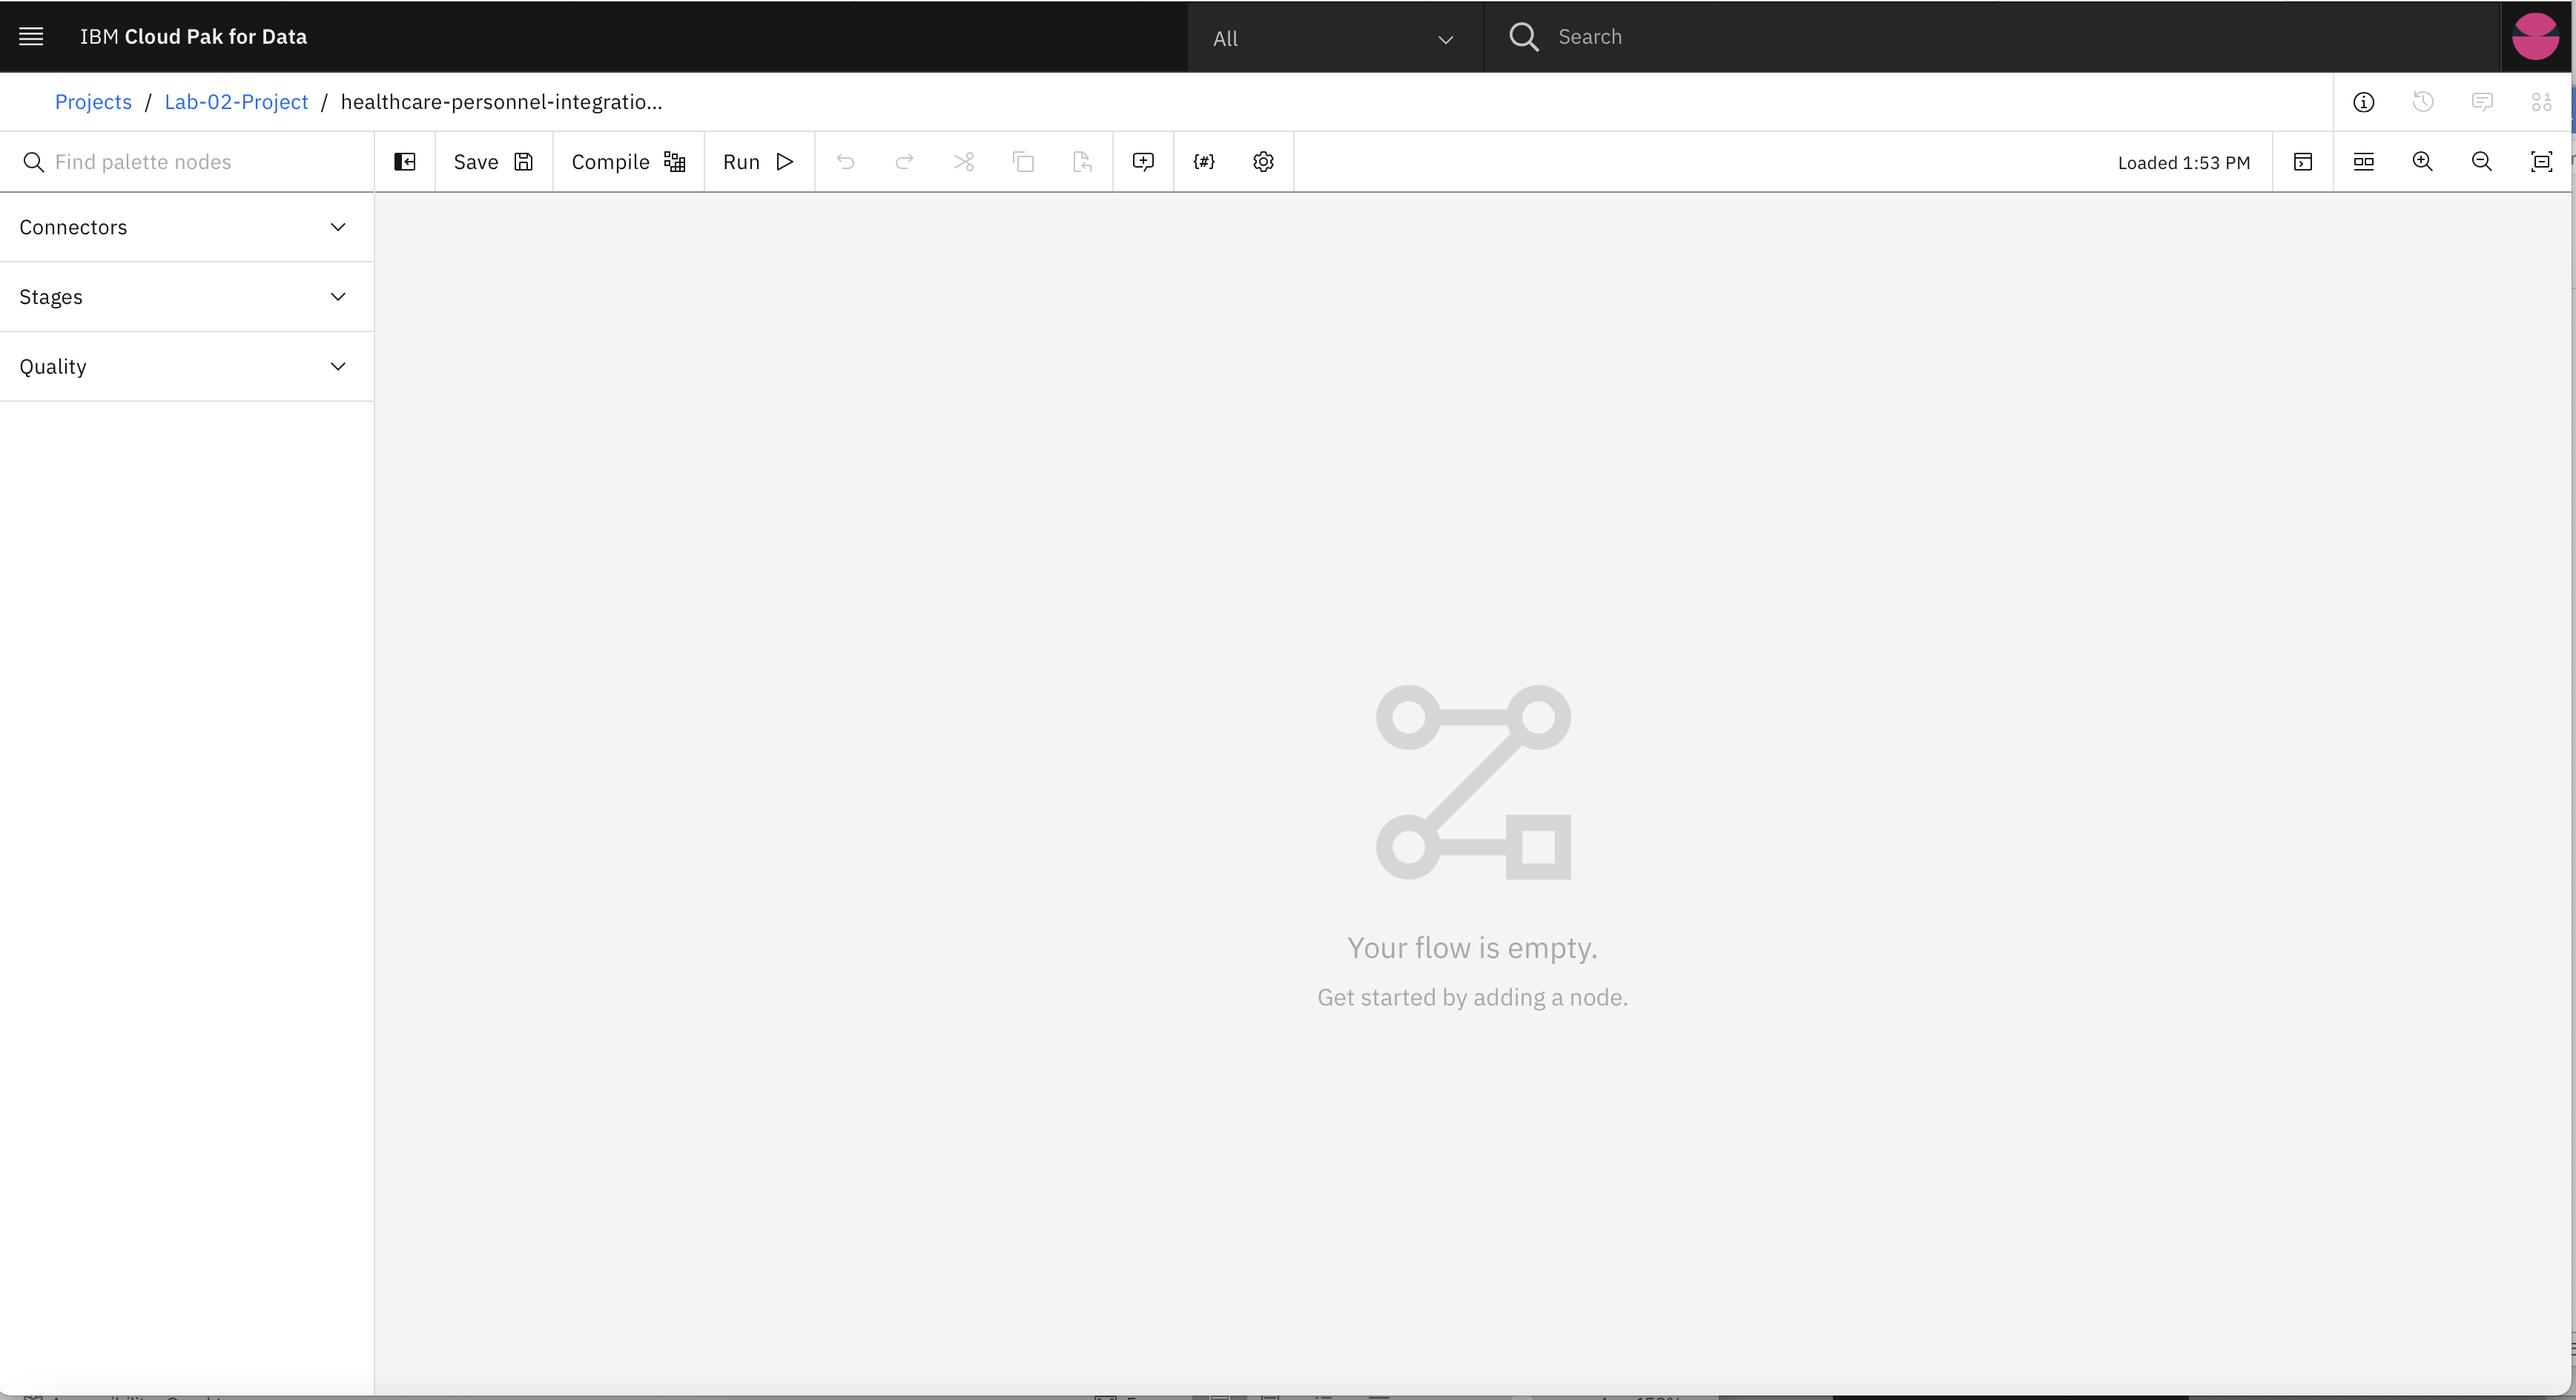 IBM Cloud Pak for Data
All
Search
Projects / Lab-02-Project / healthcare-personnel-integratio...
Find palette nodes
Save
Compile
Run
Loaded 1:53 PM
Connectors
Stages
Quality
Your flow is empty.
Get started by adding a node.